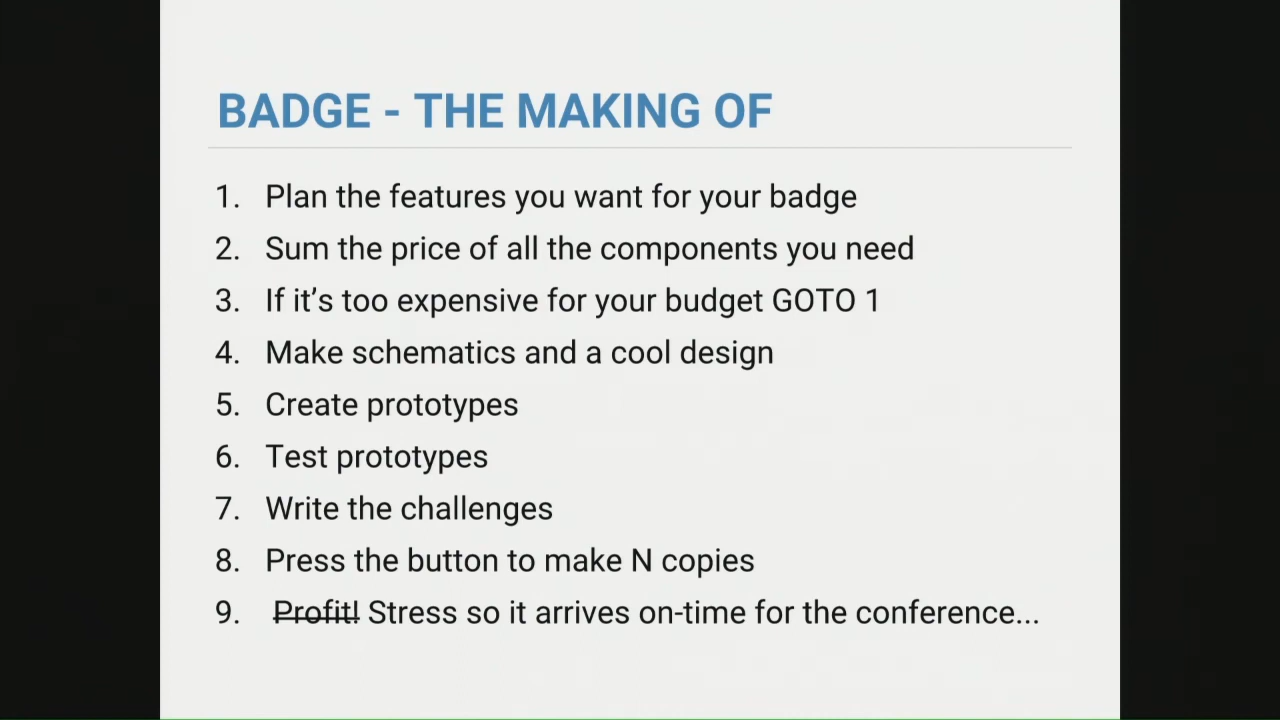 BADGE - THE MAKING OF
1. Plan the features you want for your badge
2. Sum the price of all the components you need
3. If it’s too expensive for your budget GOTO 1
4. Make schematics and a cool design
5. Create prototypes
6. Test prototypes
7. Write the challenges
8. Press the button to make N copies
9. Profit! Stress so it arrives on-time for the conference...